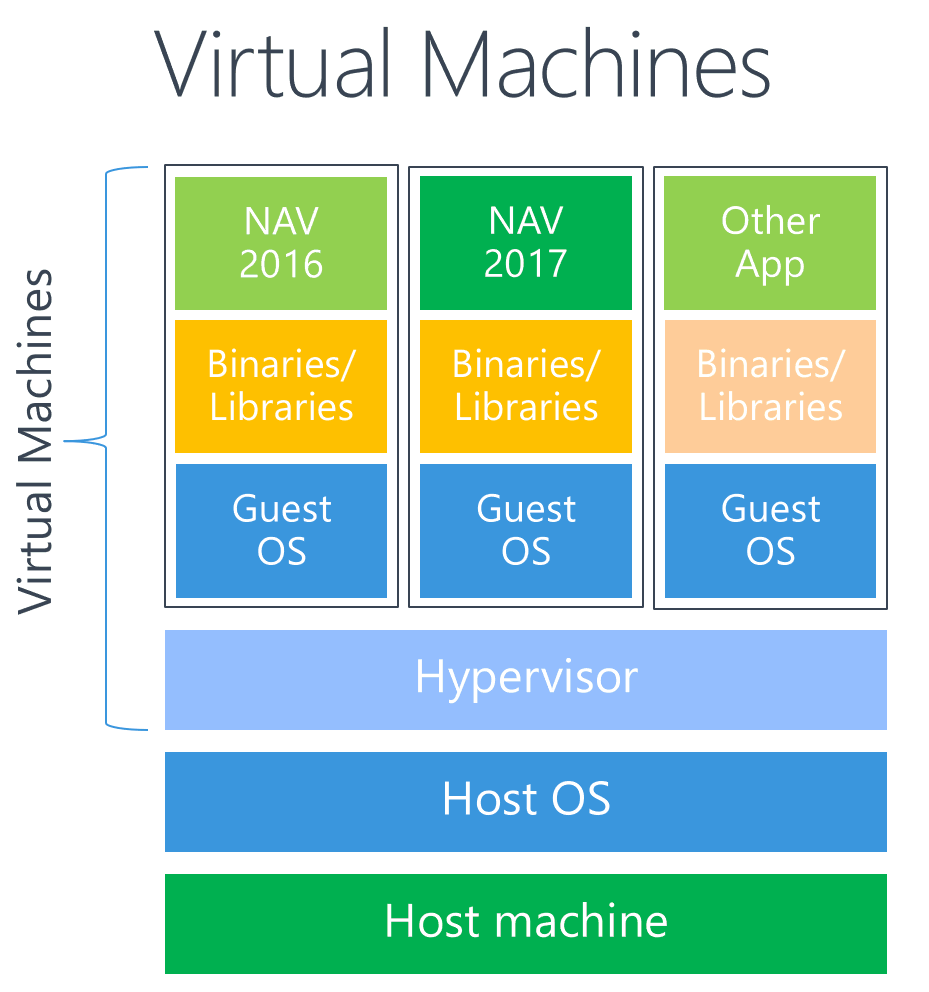 Virtual Machines
Virtual Machines
NAV
2016
NAV
2017
Other
App
Binaries/
Libraries
Binaries/
Libraries
Binaries/
Libraries
Guest
OS
Guest
OS
Guest
OS
Hypervisor
Host OS
Host machine